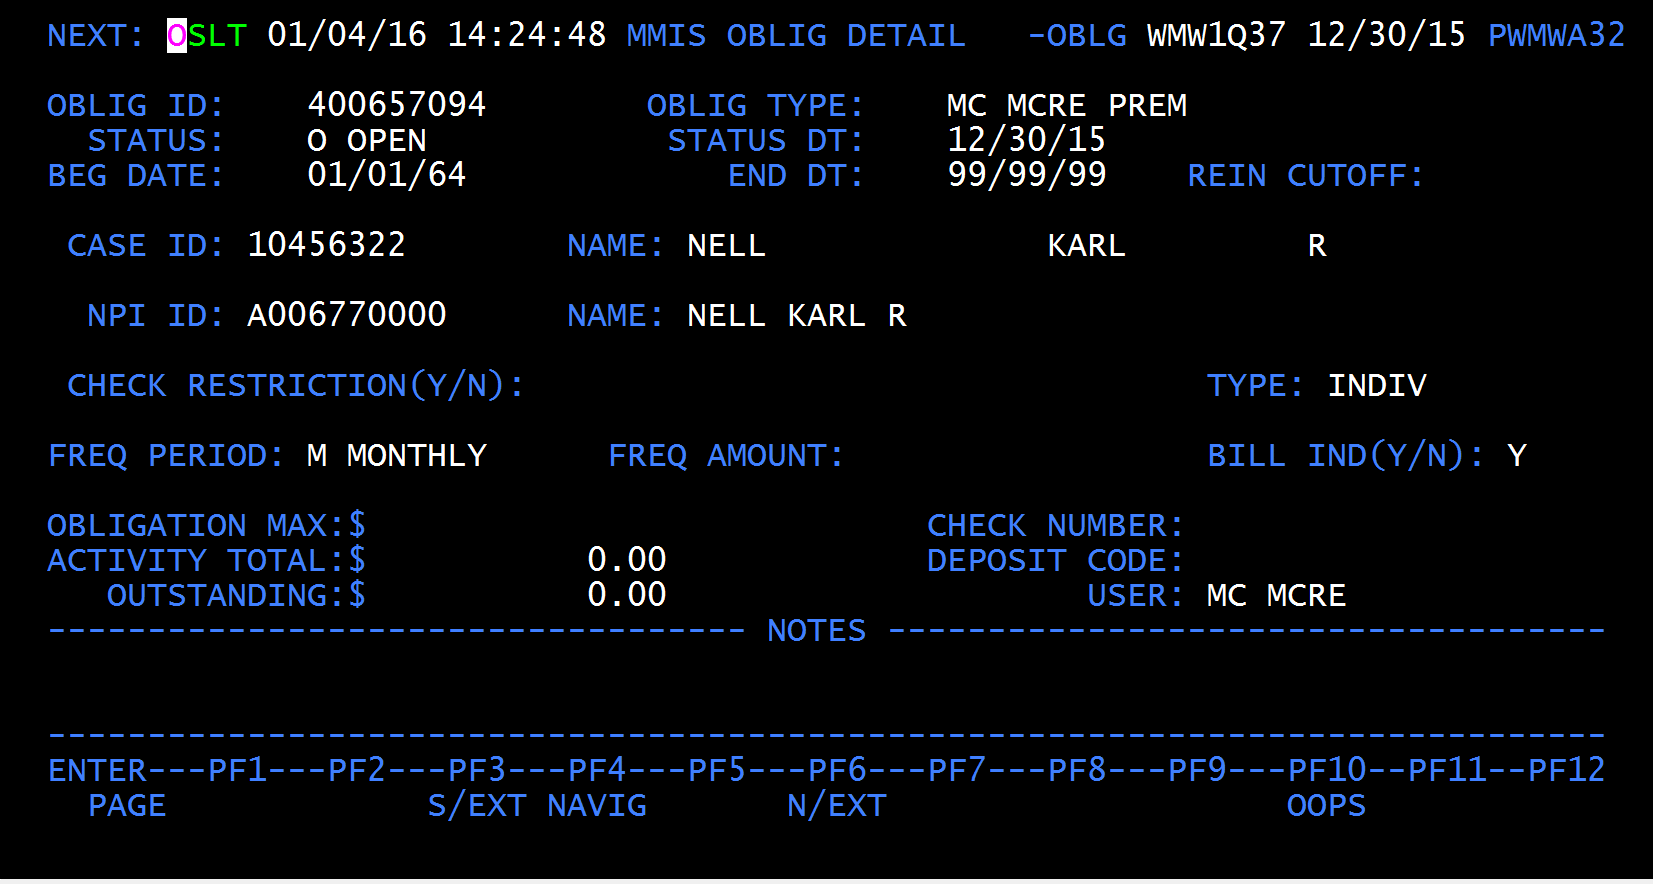 NEXT: OSLT 01/04/16 14:24:48 MMIS OBLIG DETAIL -OBLG WMW1Q37 12/30/15 PWMWA32
OBLIG ID: 400657094 OBLIG TYPE: MC MCRE PREM
STATUS: O OPEN STATUS DT: 12/30/15
BEG DATE: 01/01/64 END DT: 99/99/99 REIN CUTOFF:
CASE ID: 10456322 NAME: NELL KARL R
NPI ID: A006770000 NAME: NELL KARL R
CHECK RESTRICTION(Y/N): TYPE: INDIV
FREQ PERIOD: M MONTHLY FREQ AMOUNT: BILL IND(Y/N): Y
OBLIGATION MAX:$ CHECK NUMBER:
ACTIVITY TOTAL:$ 0.00 DEPOSIT CODE:
OUTSTANDING:$ 0.00 USER: MC MCRE
----------------------------------- NOTES ------------------------------------
------------------------------------------------------------------------------
ENTER---PF1---PF2---PF3---PF4---PF5---PF6---PF7---PF8---PF9---PF10--PF11--PF12
PAGE S/EXT NAVIG N/EXT OOPS